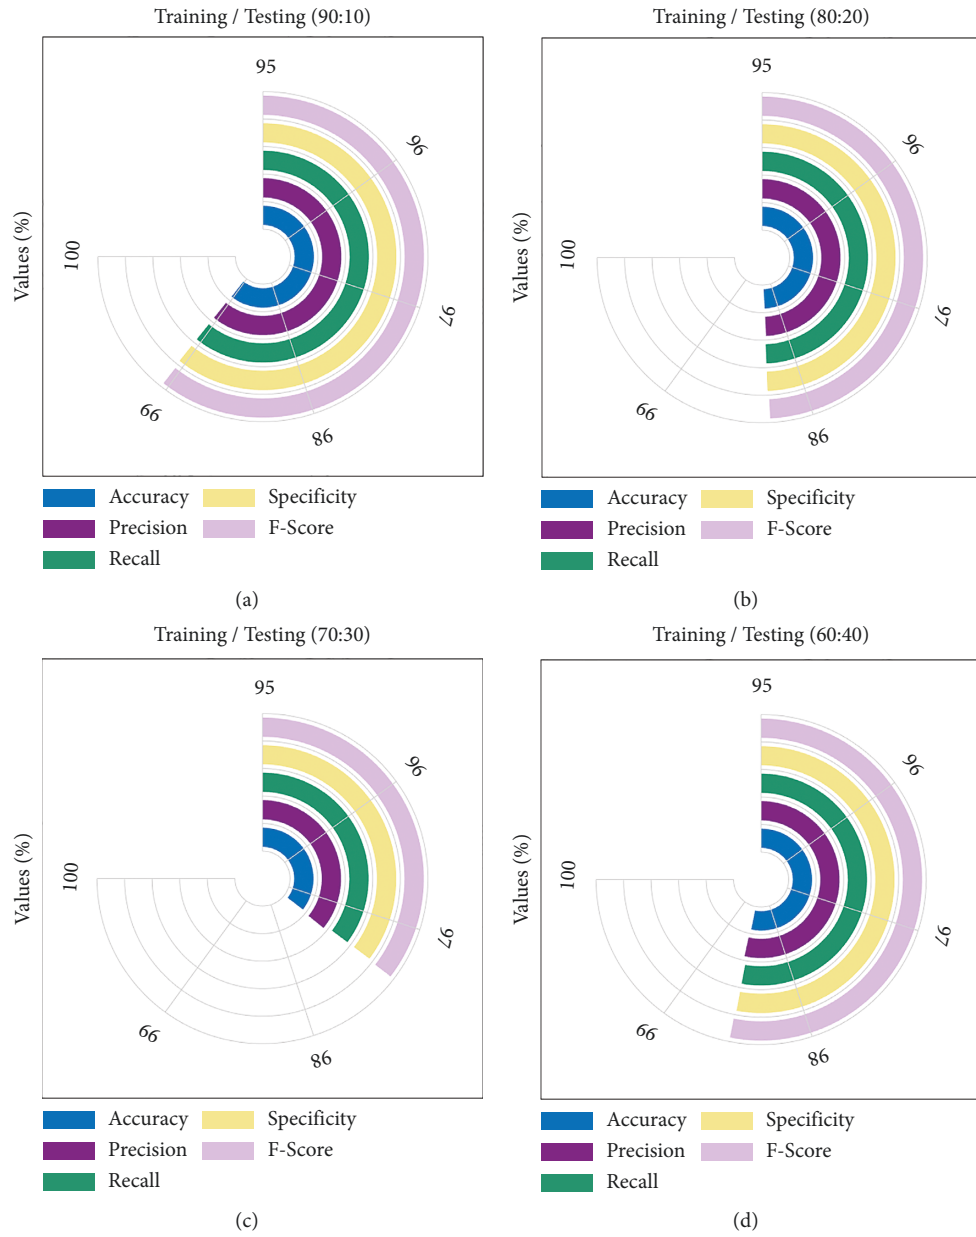 Training / Testing (90:10)
Values (%)
95
96
97
98
99
100
Accuracy
Specificity
Precision
F-Score
Recall
(a)
Training / Testing (80:20)
Values (%)
95
96
97
98
99
100
Accuracy
Specificity
Precision
F-Score
Recall
(b)
Training / Testing (70:30)
Values (%)
95
96
97
98
99
100
Accuracy
Specificity
Precision
F-Score
Recall
(c)
Training / Testing (60:40)
Values (%)
95
96
97
98
99
100
Accuracy
Specificity
Precision
F-Score
Recall
(d)